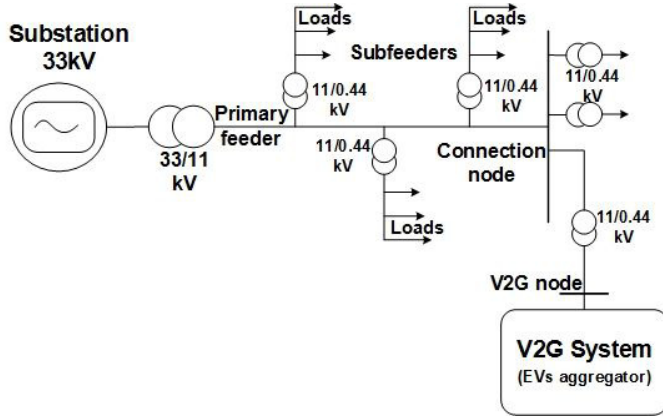 Substation
33kV
33/11
kV
Primary
feeder
Loads
11/0.44
kV
Subfeeders
11/0.44
kV
Loads
Loads
11/0.44
kV
11/0.44
kV
Connection
node
11/0.44
kV
V2G node
V2G System
(EVs aggregator)